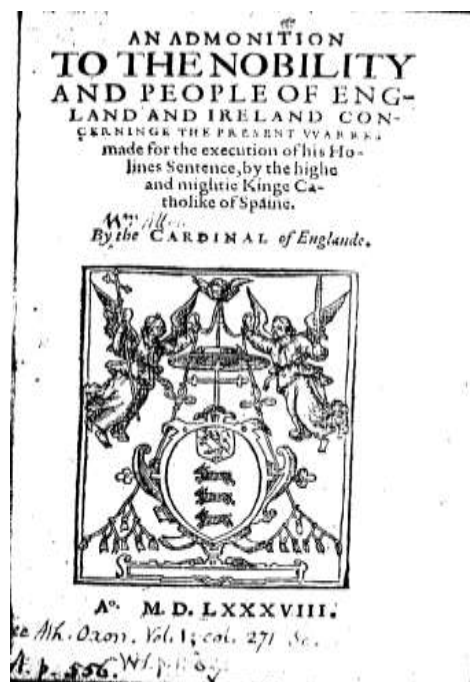 AN ADMONITION
TO THE NOBILITY
AND PEOPLE OF ENG-
LAND AND IRELAND CON-
CERNINGE THE PRESENT VVARRES
made for the execution of his Ho-
lines Sentence, by the highe
and mightie Kinge Ca-
tholike of Spaine.
Wm Allen
By the CARDINAL of Englande.
Ao. M. D. LXXXVIII.
Ath. Oxon. Vol. 1; col. 271
p. 556.